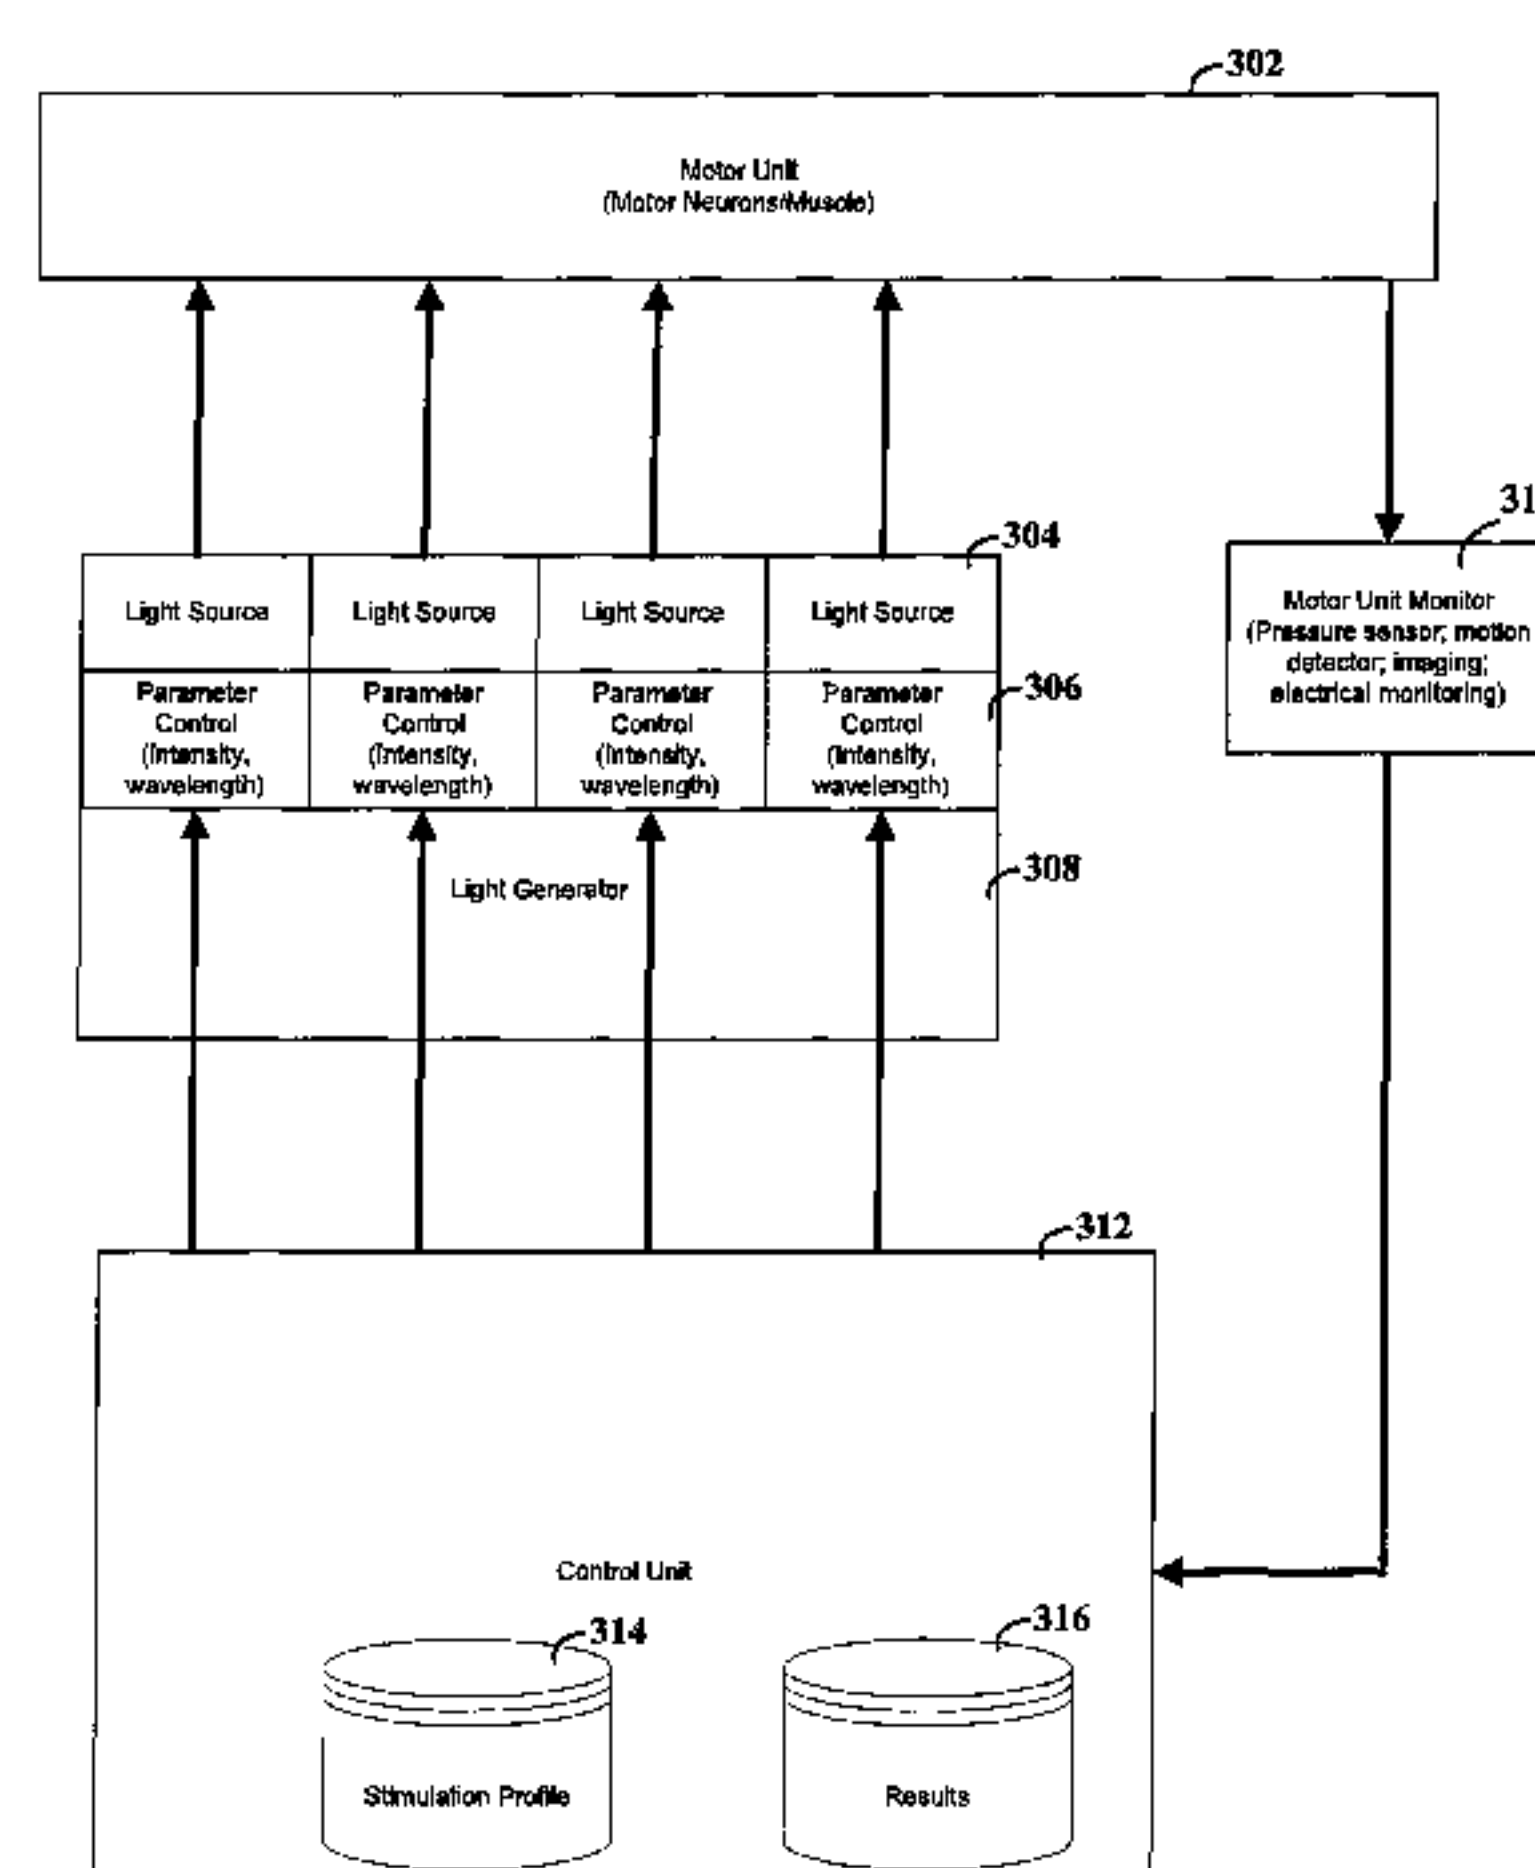 302
Motor Unit
(Motor Neurons/Muscle)
304
Light Source
Light Source
Light Source
Light Source
31
Motor Unit Monitor
(Pressure sensor; motion
detector; imaging;
electrical monitoring)
306
Parameter
Control
(Intensity,
wavelength)
Parameter
Control
(Intensity,
wavelength)
Parameter
Control
(Intensity,
wavelength)
Parameter
Control
(Intensity,
wavelength)
308
Light Generator
312
Control Unit
314
316
Stimulation Profile
Results